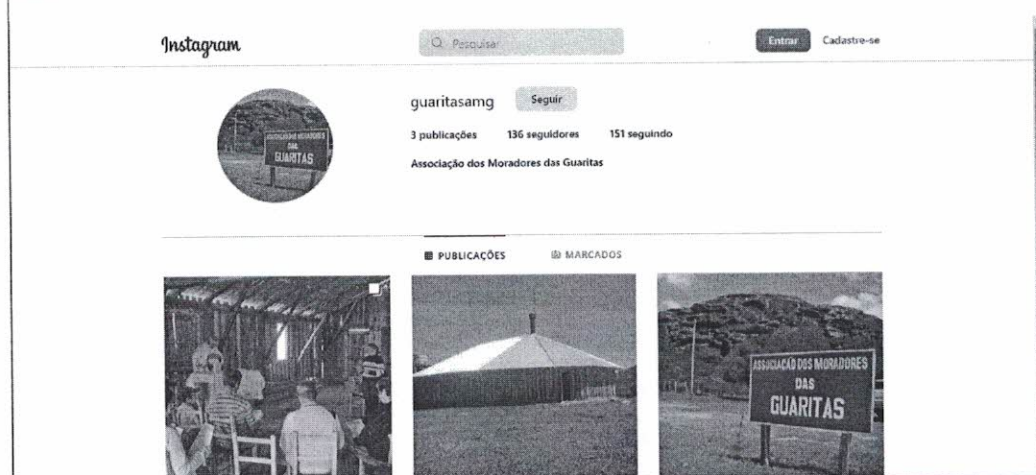 Instagram
Pesquisar
Entrar
Cadastre-se
guaritasamg
Seguir
3 publicações
136 seguidores
151 seguindo
Associação dos Moradores das Guaritas
ASSOCIAÇÃO DOS MORADORES
DAS
GUARITAS
PUBLICAÇÕES
MARCADOS
ASSOCIAÇÃO DOS MORADORES
DAS
GUARITAS